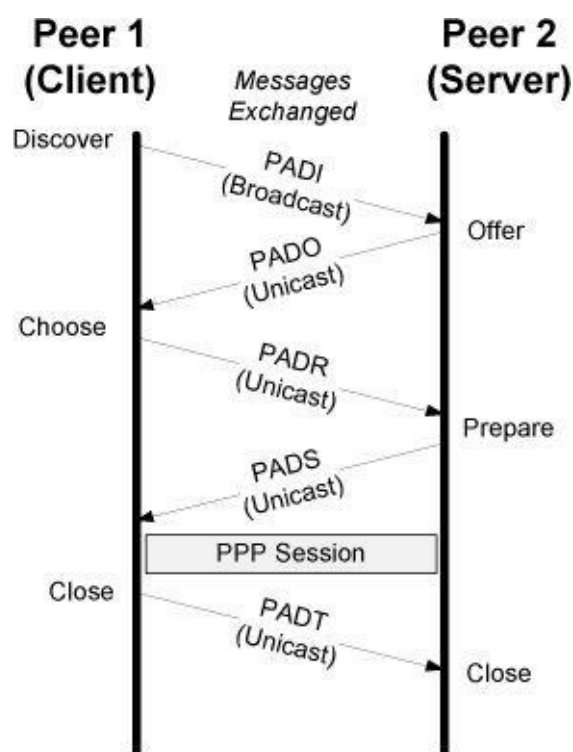 Peer 1
(Client)
Messages
Exchanged
Peer 2
(Server)
Discover
PADI
(Broadcast)
Offer
PADO
(Unicast)
Choose
PADR
(Unicast)
Prepare
PADS
(Unicast)
PPP Session
Close
PADT
(Unicast)
Close